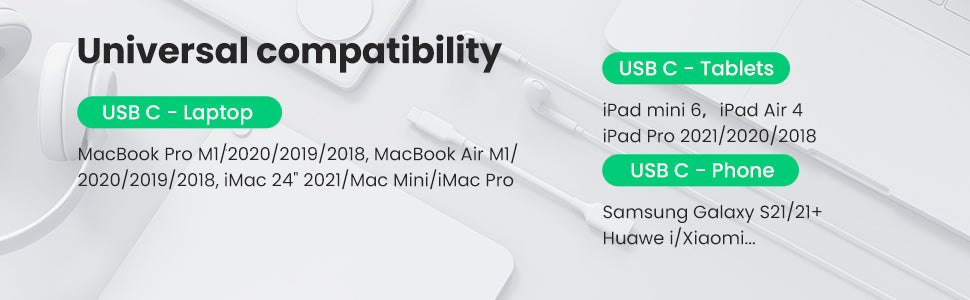 Universal compatibility
USB C - Laptop
MacBook Pro M1/2020/2019/2018, MacBook Air M1/
2020/2019/2018, iMac 24" 2021/Mac Mini/iMac Pro
USB C - Tablets
iPad mini 6, iPad Air 4
iPad Pro 2021/2020/2018
USB C - Phone
Samsung Galaxy S21/21+
Huawe i/Xiaomi...